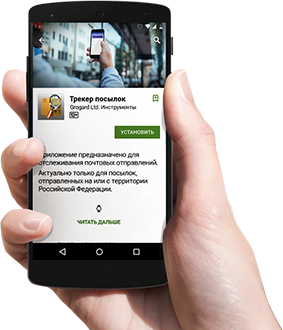 Трекер посылок
Grogard Ltd. Инструменты
УСТАНОВИТЬ
Приложение предназначено для
отслеживания почтовых отправлений.
Актуально только для посылок,
отправленных на или с территории
Российской Федерации.
ЧИТАТЬ ДАЛЬШЕ